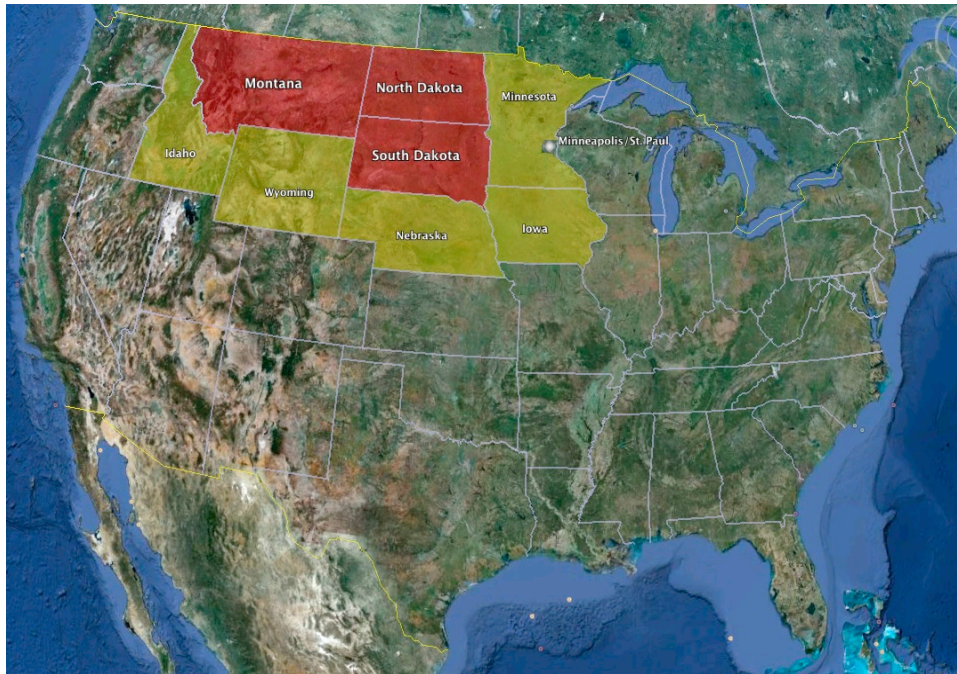 Montana
North Dakota
Minnesota
Minneapolis/St. Paul
Idaho
South Dakota
Wyoming
Nebraska
Iowa